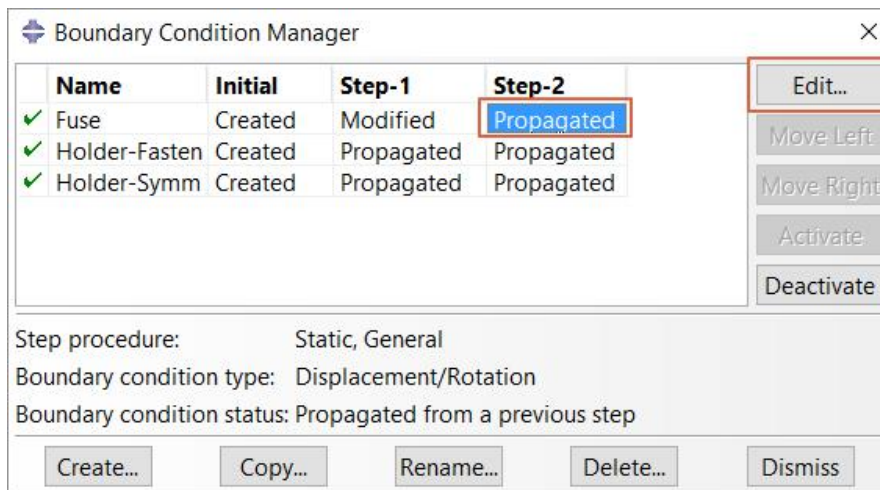 Boundary Condition Manager
Name Initial Step-1 Step-2 Edit...
Fuse Created Modified Propagated Move Left
Holder-Fasten Created Propagated Propagated
Holder-Symm Created Propagated Propagated Move Right
Activate
Deactivate
Step procedure: Static, General
Boundary condition type: Displacement/Rotation
Boundary condition status: Propagated from a previous step
Create... Copy... Rename... Delete... Dismiss